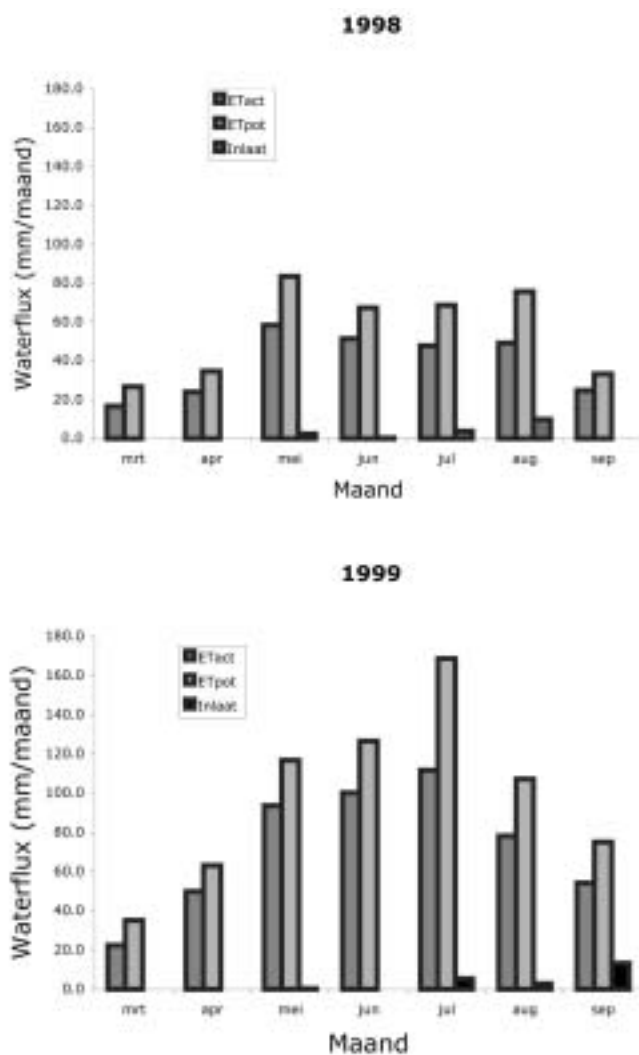 1998
Waterflux (mm/maand)
180.0
160.0
140.0
120.0
100.0
80.0
60.0
40.0
20.0
0.0
ETact
ETpot
Inlaat
mrt apr mei jun jul aug sep
Maand
1999
Waterflux (mm/maand)
180.0
160.0
140.0
120.0
100.0
80.0
60.0
40.0
20.0
0.0
ETact
ETpot
Inlaat
mrt apr mei jun jul aug sep
Maand